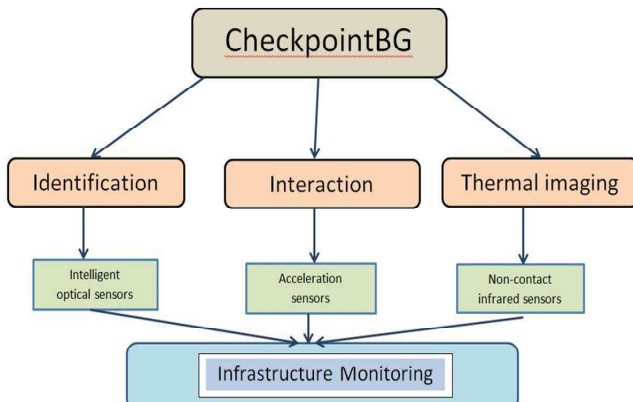 CheckpointBG
Identification
Interaction
Thermal imaging
Intelligent
optical sensors
Acceleration
sensors
Non-contact
infrared sensors
Infrastructure Monitoring